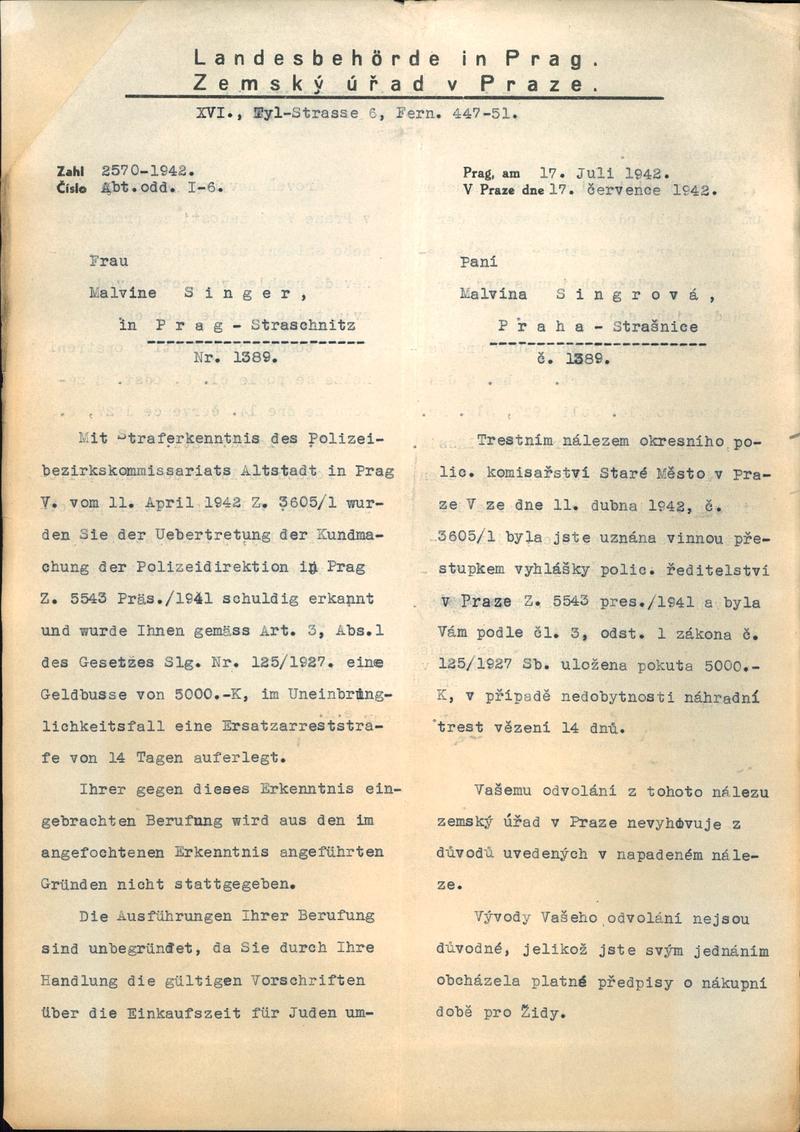 Landesbehörde in Prag.
Zemský úřad v Praze.
XVI., Tyl-Strasse 6, Fern. 447-51.
Zahl 2570-1942.
Číslo Abt.odd. I-6.
Prag, am 17. Juli 1942.
V Praze dne 17. července 1942.
Frau
Malvine Singer,
in Prag - Straschnitz
Nr. 1389.
Mit Straferkenntnis des Polizei-
bezirkskommissariats Altstadt in Prag
V. vom 11. April 1942 Z. 3605/1 wur-
den Sie der Uebertretung der Kundma-
chung der Polizeidirektion in Prag
Z. 5543 Präs./1941 schuldig erkannt
und wurde Ihnen gemäss Art. 3, Abs.1
des Gesetzes Slg. Nr. 125/1927. eine
Geldbusse von 5000.-K, im Uneinbring-
lichkeitsfall eine Ersatzarreststra-
fe von 14 Tagen auferlegt.
Ihrer gegen dieses Erkenntnis ein-
gebrachten Berufung wird aus den im
angefochtenen Erkenntnis angeführten
Gründen nicht stattgegeben.
Die Ausführungen Ihrer Berufung
sind unbegründet, da Sie durch Ihre
Handlung die gültigen Vorschriften
über die Einkaufszeit für Juden um-
Paní
Malvina Singrová,
Praha - Strašnice
č. 1389.
Trestním nálezem okresního po-
lic. komisařství Staré Město v Pra-
ze V ze dne 11. dubna 1942, č.
3605/1 byla jste uznána vinnou pře-
stupkem vyhlášky polic. ředitelství
v Praze Z. 5543 pres./1941 a byla
Vám podle čl. 3, odst. 1 zákona č.
125/1927 Sb. uložena pokuta 5000.-
K, v případě nedobytnosti náhradní
trest vězení 14 dnů.
Vašemu odvolání z tohoto nálezu
zemský úřad v Praze nevyhovuje z
důvodů uvedených v napadeném nále-
ze.
Vývody Vašeho odvolání nejsou
důvodné, jelikož jste svým jednáním
obcházela platné předpisy o nákupní
době pro Židy.